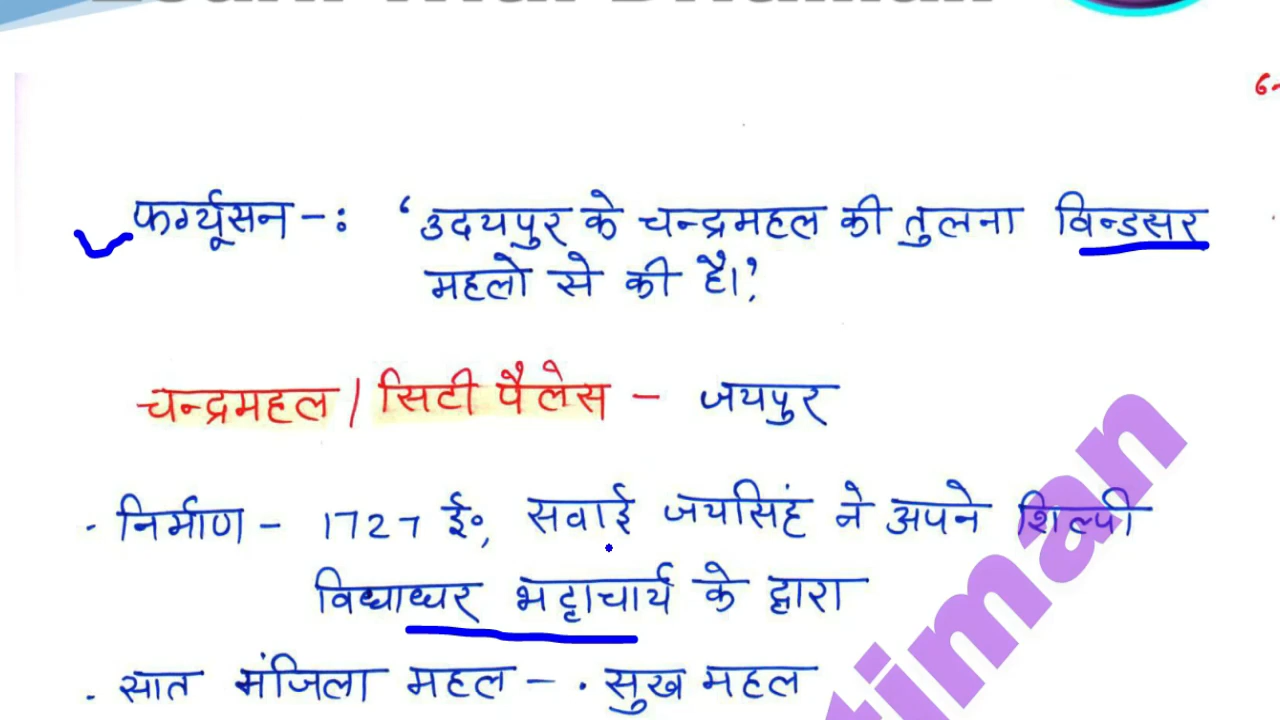 फर्ग्यूसन -: ‘उदयपुर के चन्द्रमहल की तुलना विन्डसर
महलो से की है।’
चन्द्रमहल / सिटी पैलेस - जयपुर
· निर्माण - 1727 ई॰, सवाई जयसिंह ने अपने शिल्पी
विद्याधर भट्टाचार्य के द्वारा
· सात मंजिला महल - · सुख महल